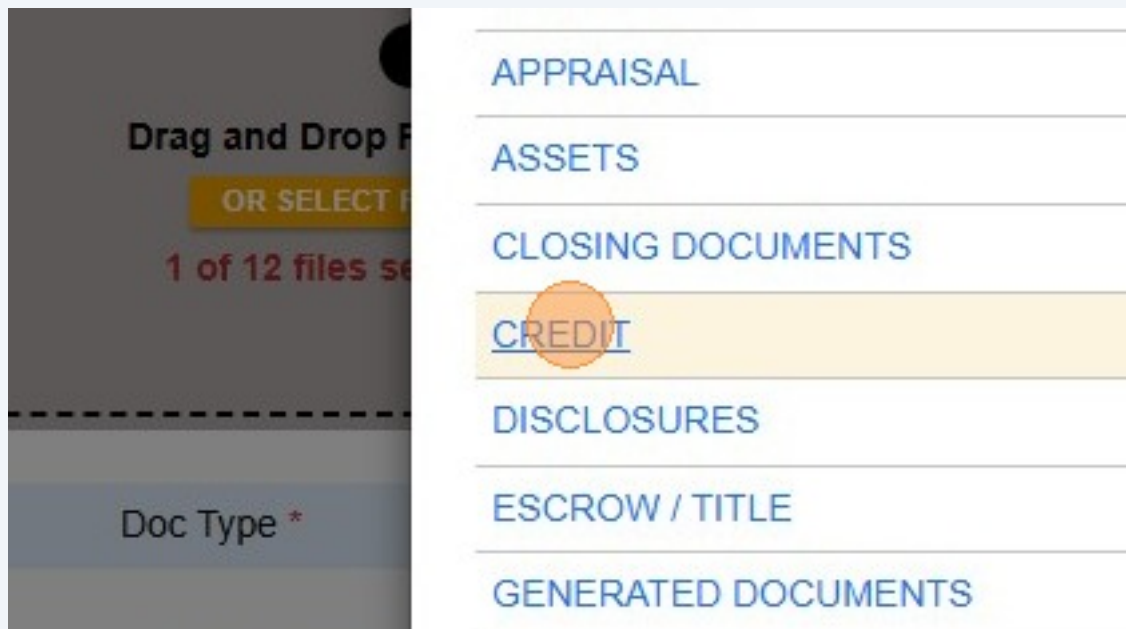 Drag and Drop
OR SELECT
1 of 12 files
Doc Type *
APPRAISAL
ASSETS
CLOSING DOCUMENTS
CREDIT
DISCLOSURES
ESCROW / TITLE
GENERATED DOCUMENTS